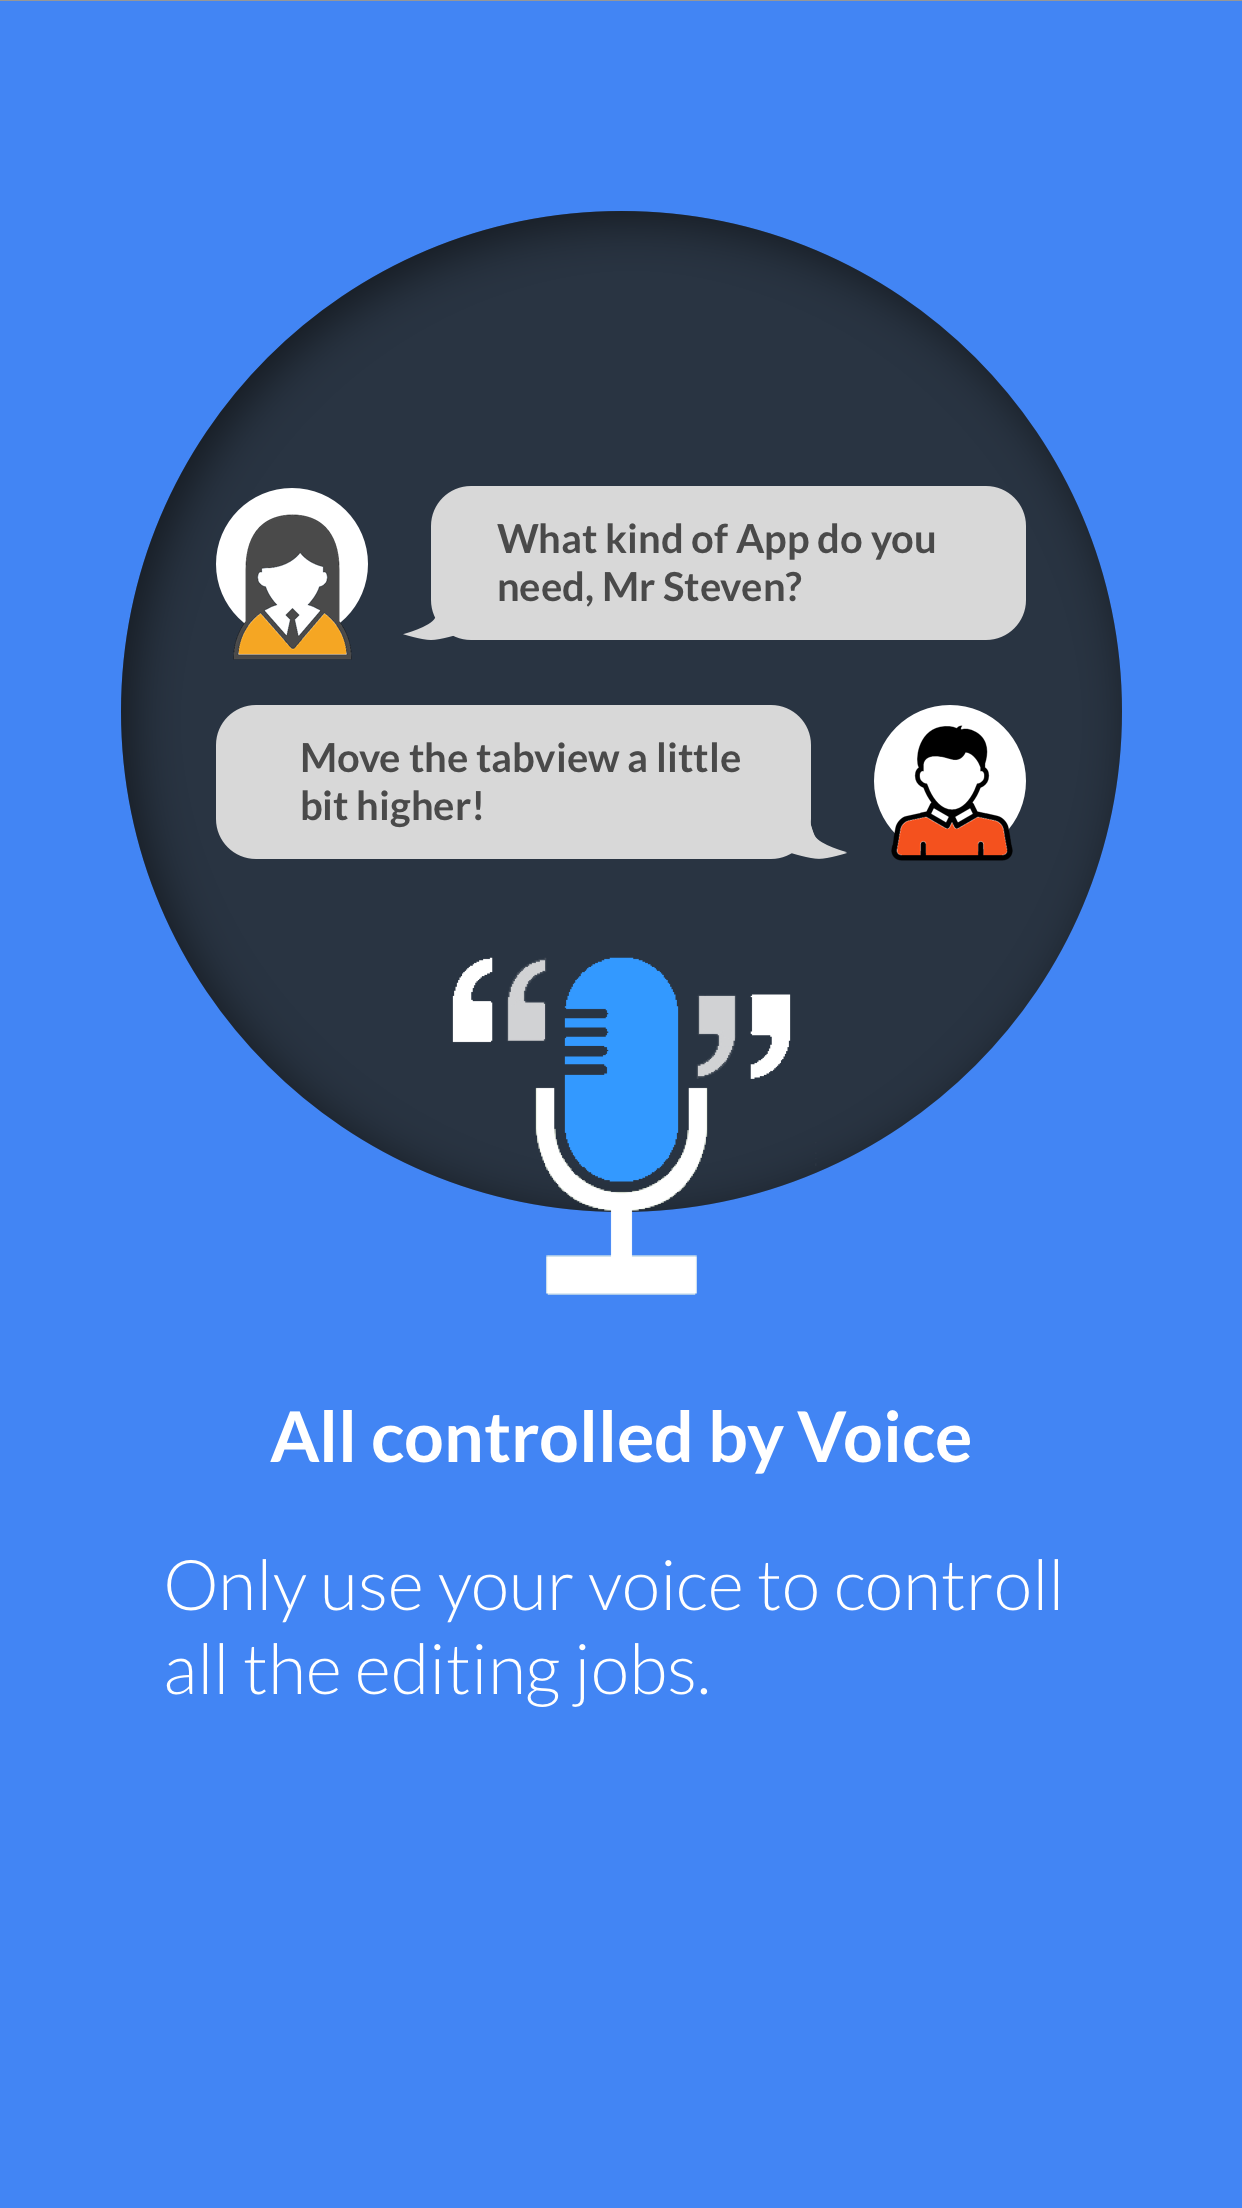 What kind of App do you
need, Mr Steven?
Move the tabview a little
bit higher!
All controlled by Voice
Only use your voice to controll
all the editing jobs.